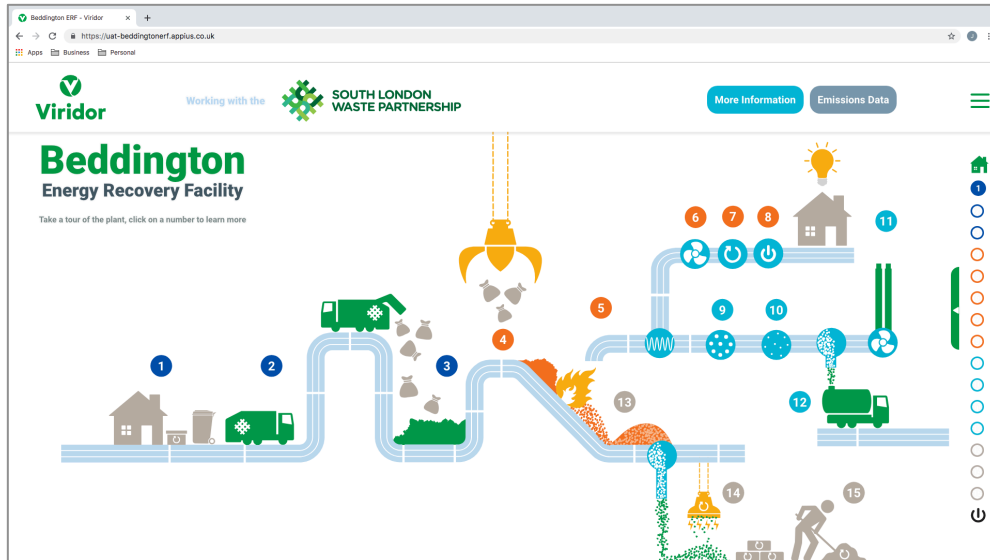 Beddington ERF - Viridor
https://uat-beddingtonerf.appius.co.uk
Apps Business Personal
J
Viridor
Working with the
SOUTH LONDON
WASTE PARTNERSHIP
More Information
Emissions Data
Beddington
Energy Recovery Facility
Take a tour of the plant, click on a number to learn more
1
2
3
4
5
6
7
8
9
10
11
12
13
14
15
1